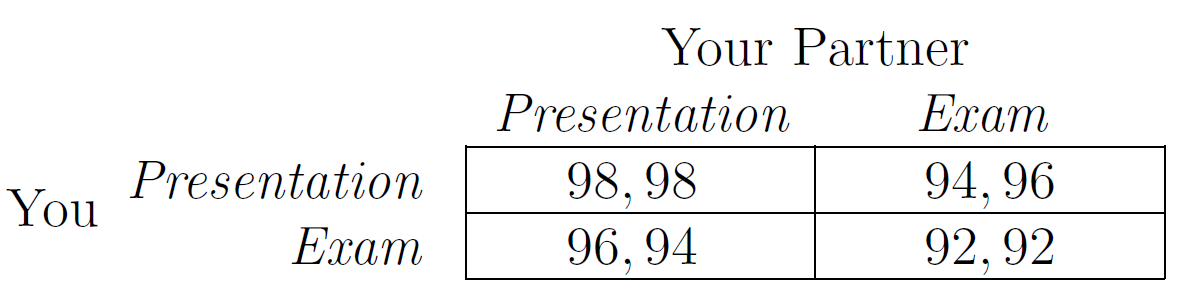 Your Partner
Presentation Exam
You Presentation 98, 98 94, 96
Exam 96, 94 92, 92